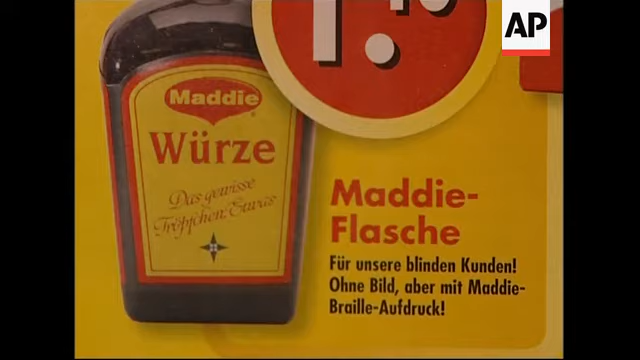 AP
Maddie
Würze
Das gewisse
Tröpfchen Etwas
Maddie-
Flasche
Für unsere blinden Kunden!
Ohne Bild, aber mit Maddie-
Braille-Aufdruck!